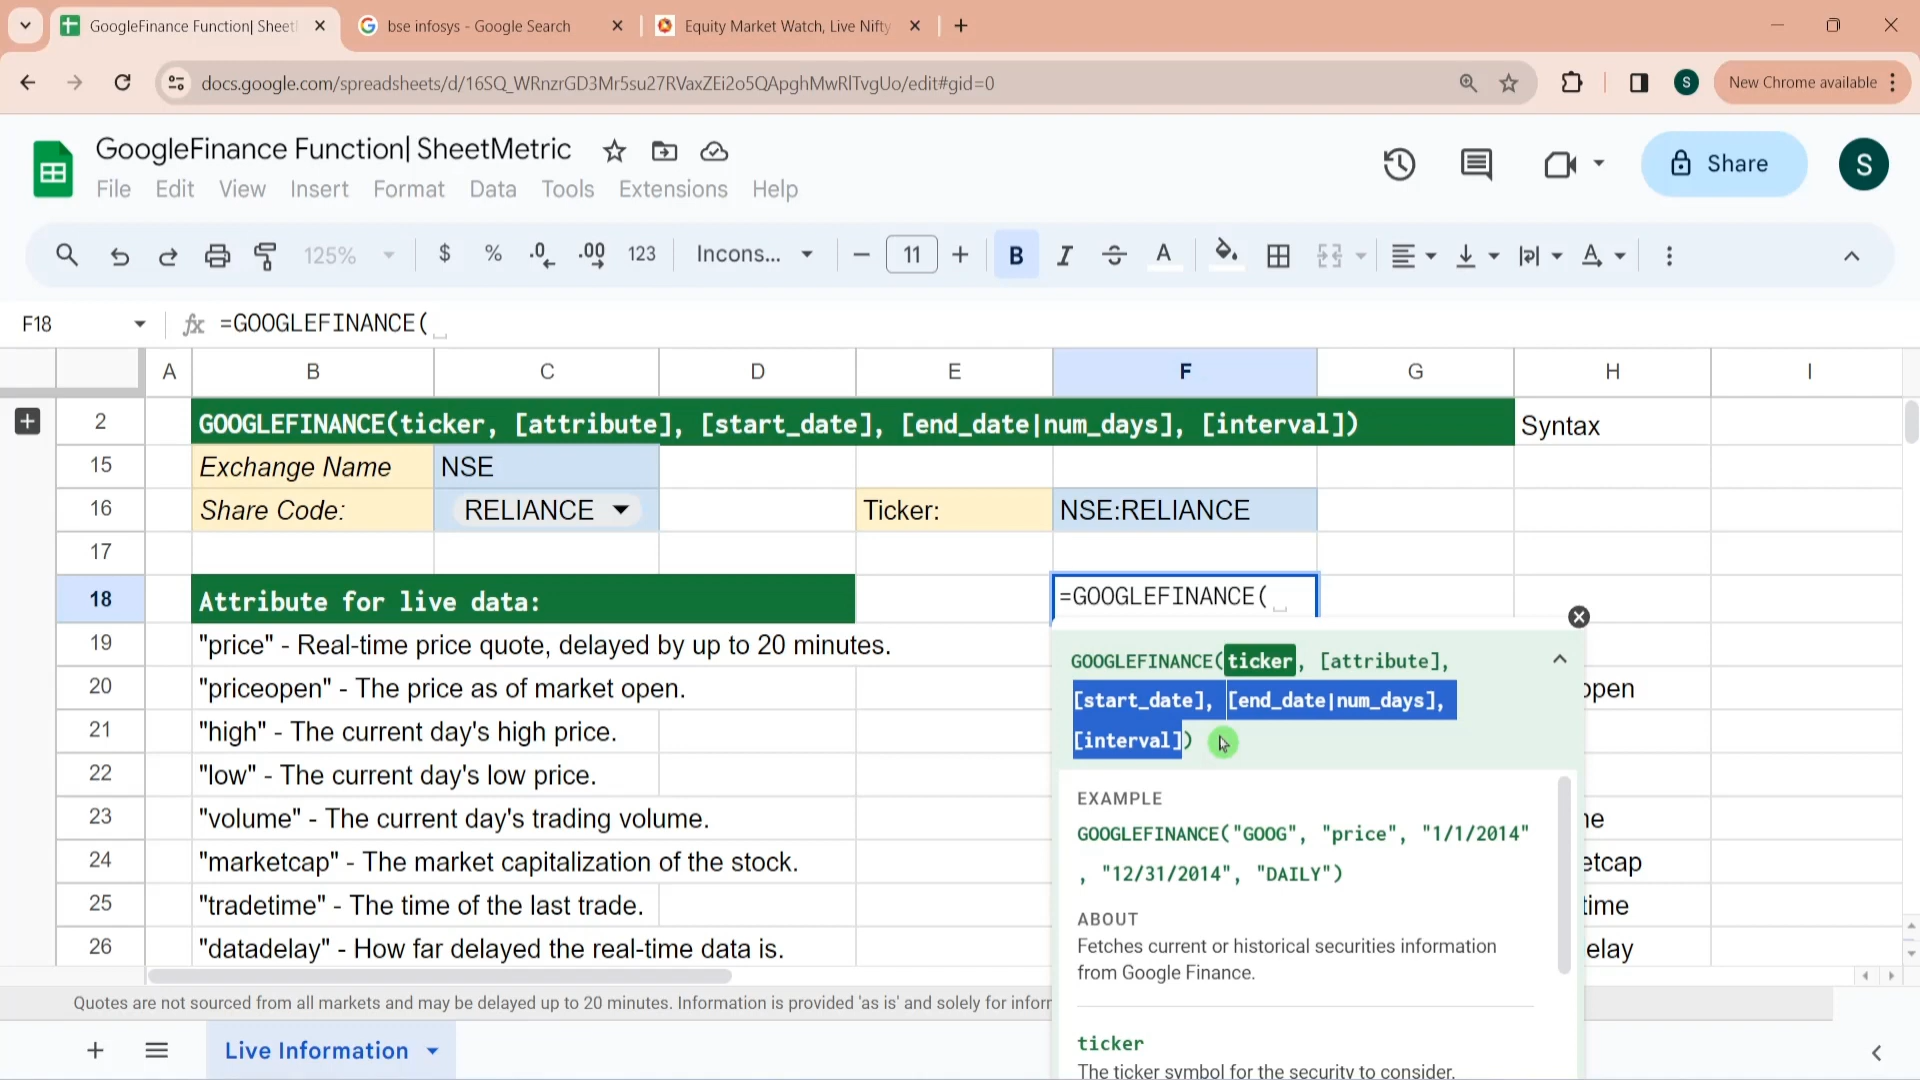 GoogleFinance Function| Sheet
bse infosys - Google Search
Equity Market Watch, Live Nifty
docs.google.com/spreadsheets/d/16SQ_WRnzrGD3Mr5su27RVaxZEi2o5QApghMwRlTvgUo/edit#gid=0
S
New Chrome available
GoogleFinance Function| SheetMetric
Share
S
File Edit View Insert Format Data Tools Extensions Help
125% $ % .0 .00 123 Incons... 11 B I S A
F18 fx =GOOGLEFINANCE(
A B C D E F G H I
2 GOOGLEFINANCE(ticker, [attribute], [start_date], [end_date|num_days], [interval]) Syntax
15 Exchange Name NSE
16 Share Code: RELIANCE Ticker: NSE:RELIANCE
17
18 Attribute for live data: =GOOGLEFINANCE(
19 "price" - Real-time price quote, delayed by up to 20 minutes.
20 "priceopen" - The price as of market open. open
21 "high" - The current day's high price.
22 "low" - The current day's low price.
23 "volume" - The current day's trading volume. ne
24 "marketcap" - The market capitalization of the stock. etcap
25 "tradetime" - The time of the last trade. time
26 "datadelay" - How far delayed the real-time data is. elay
GOOGLEFINANCE(ticker, [attribute],
[start_date], [end_date|num_days],
[interval])
EXAMPLE
GOOGLEFINANCE("GOOG", "price", "1/1/2014"
, "12/31/2014", "DAILY")
ABOUT
Fetches current or historical securities information
from Google Finance.
ticker
The ticker symbol for the security to consider.
Quotes are not sourced from all markets and may be delayed up to 20 minutes. Information is provided 'as is' and solely for infor
Live Information